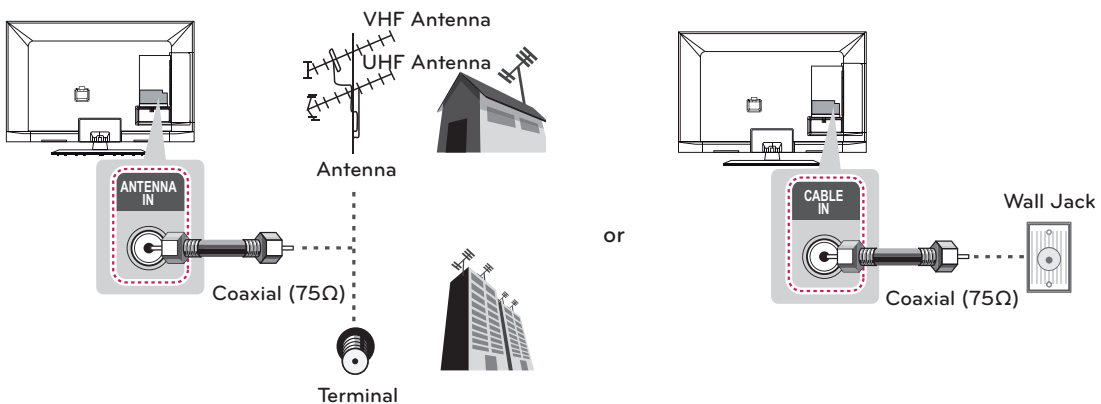 VHF Antenna
UHF Antenna
Antenna
ANTENNA
IN
Coaxial (75Ω)
Terminal
or
CABLE
IN
Wall Jack
Coaxial (75Ω)